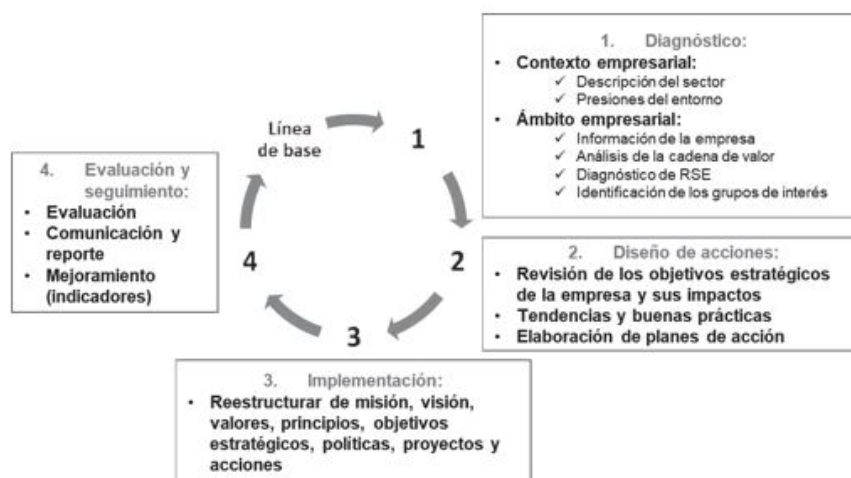 Línea
de base
1
2
3
4
1. Diagnóstico:
• Contexto empresarial:
✓ Descripción del sector
✓ Presiones del entorno
• Ámbito empresarial:
✓ Información de la empresa
✓ Análisis de la cadena de valor
✓ Diagnóstico de RSE
✓ Identificación de los grupos de interés
2. Diseño de acciones:
• Revisión de los objetivos estratégicos
de la empresa y sus impactos
• Tendencias y buenas prácticas
• Elaboración de planes de acción
3. Implementación:
• Reestructurar de misión, visión,
valores, principios, objetivos
estratégicos, políticas, proyectos y
acciones
4. Evaluación y
seguimiento:
• Evaluación
• Comunicación y
reporte
• Mejoramiento
(indicadores)